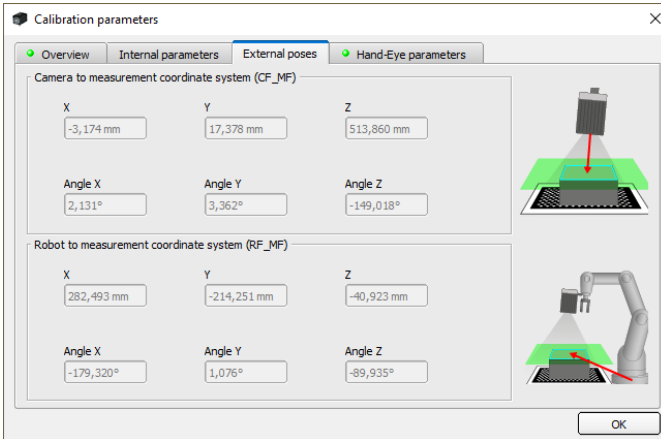 Calibration parameters
Overview Internal parameters External poses Hand-Eye parameters
Camera to measurement coordinate system (CF_MF)
X Y Z
-3,174 mm 17,378 mm 513,860 mm
Angle X Angle Y Angle Z
2,131° 3,362° -149,018°
Robot to measurement coordinate system (RF_MF)
X Y Z
282,493 mm -214,251 mm -40,923 mm
Angle X Angle Y Angle Z
-179,320° 1,076° -89,935°
OK